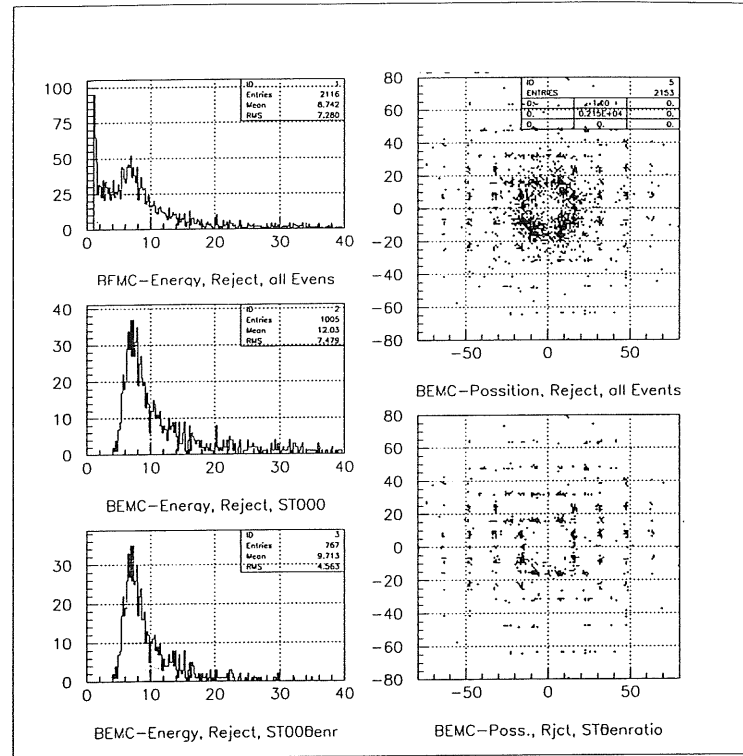 ID 1
Entries 2116
Mean 8.742
RMS 7.280
100
75
50
25
0
0 10 20 30 40
BFMC-Energy, Reject, all Evens
ID 2
Entries 1005
Mean 12.03
RMS 7.479
40
30
20
10
0
0 10 20 30 40
BEMC-Energy, Reject, ST000
ID 3
Entries 767
Mean 9.713
RMS 4.563
30
20
10
0
0 10 20 30 40
BEMC-Energy, Reject, ST000enr
ID 5
ENTRIES 2153
0. 1.00 0.
0. 0.215E+04 0.
0. 0. 0.
80
60
40
20
0
-20
-40
-60
-80
-50 0 50
BEMC-Possition, Reject, all Events
80
60
40
20
0
-20
-40
-60
-80
-50 0 50
BEMC-Poss., Rjct, ST0enratio